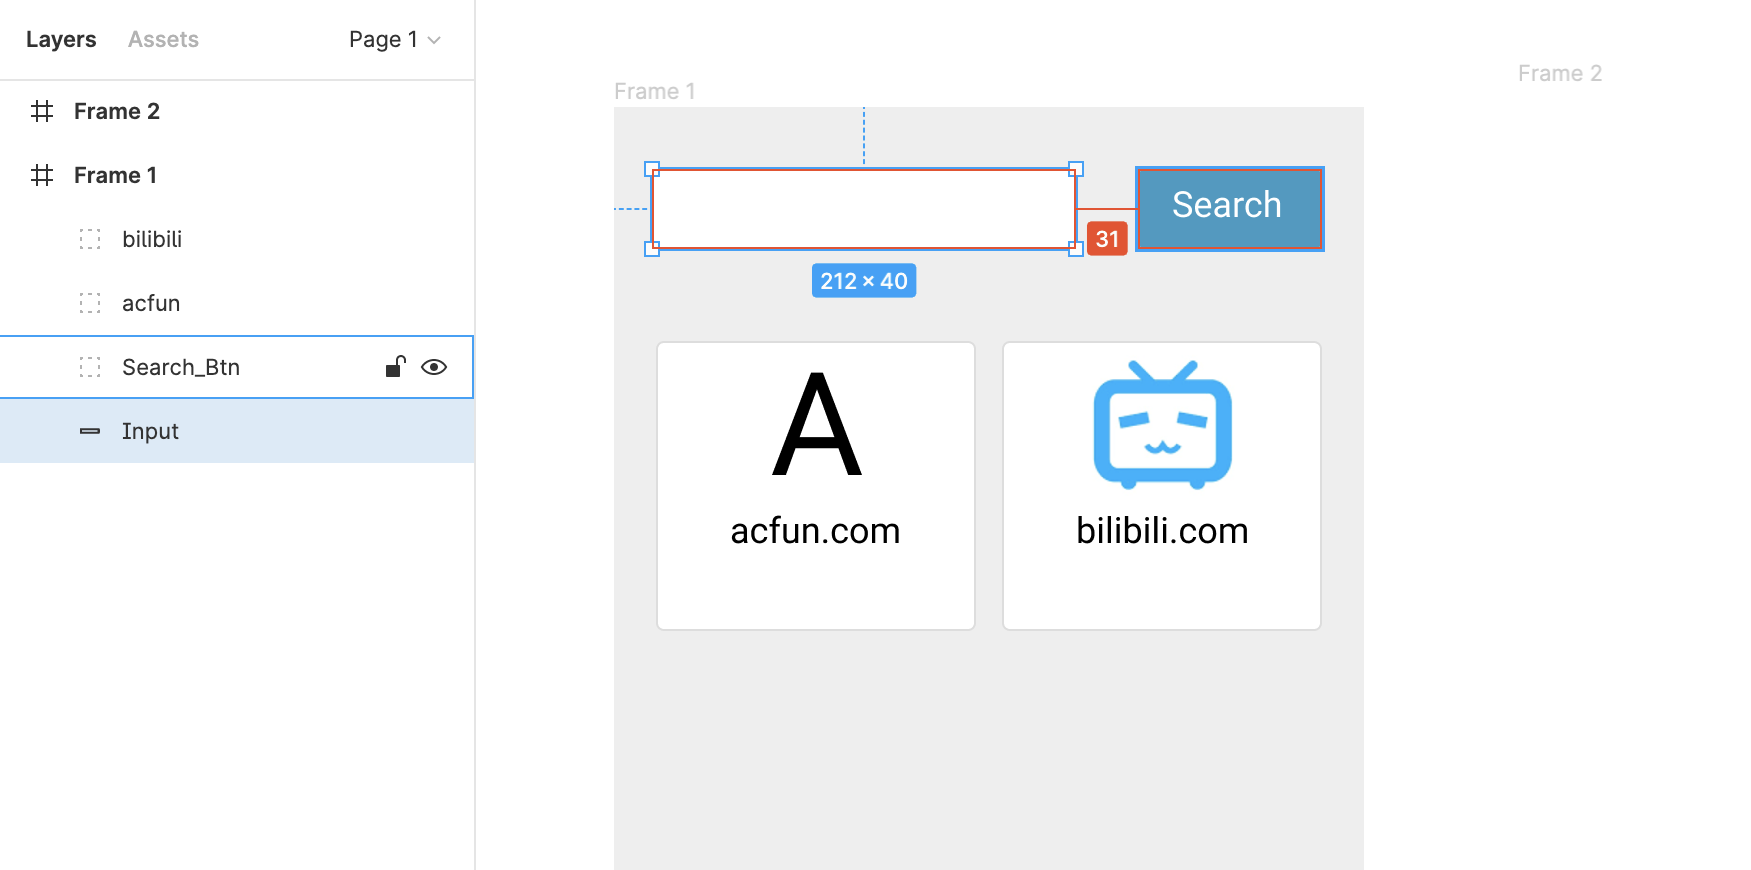 Layers Assets Page 1
Frame 2
Frame 1
bilibili
acfun
Search_Btn
Input
Frame 1
Frame 2
Search
31
212 × 40
A
acfun.com
bilibili.com